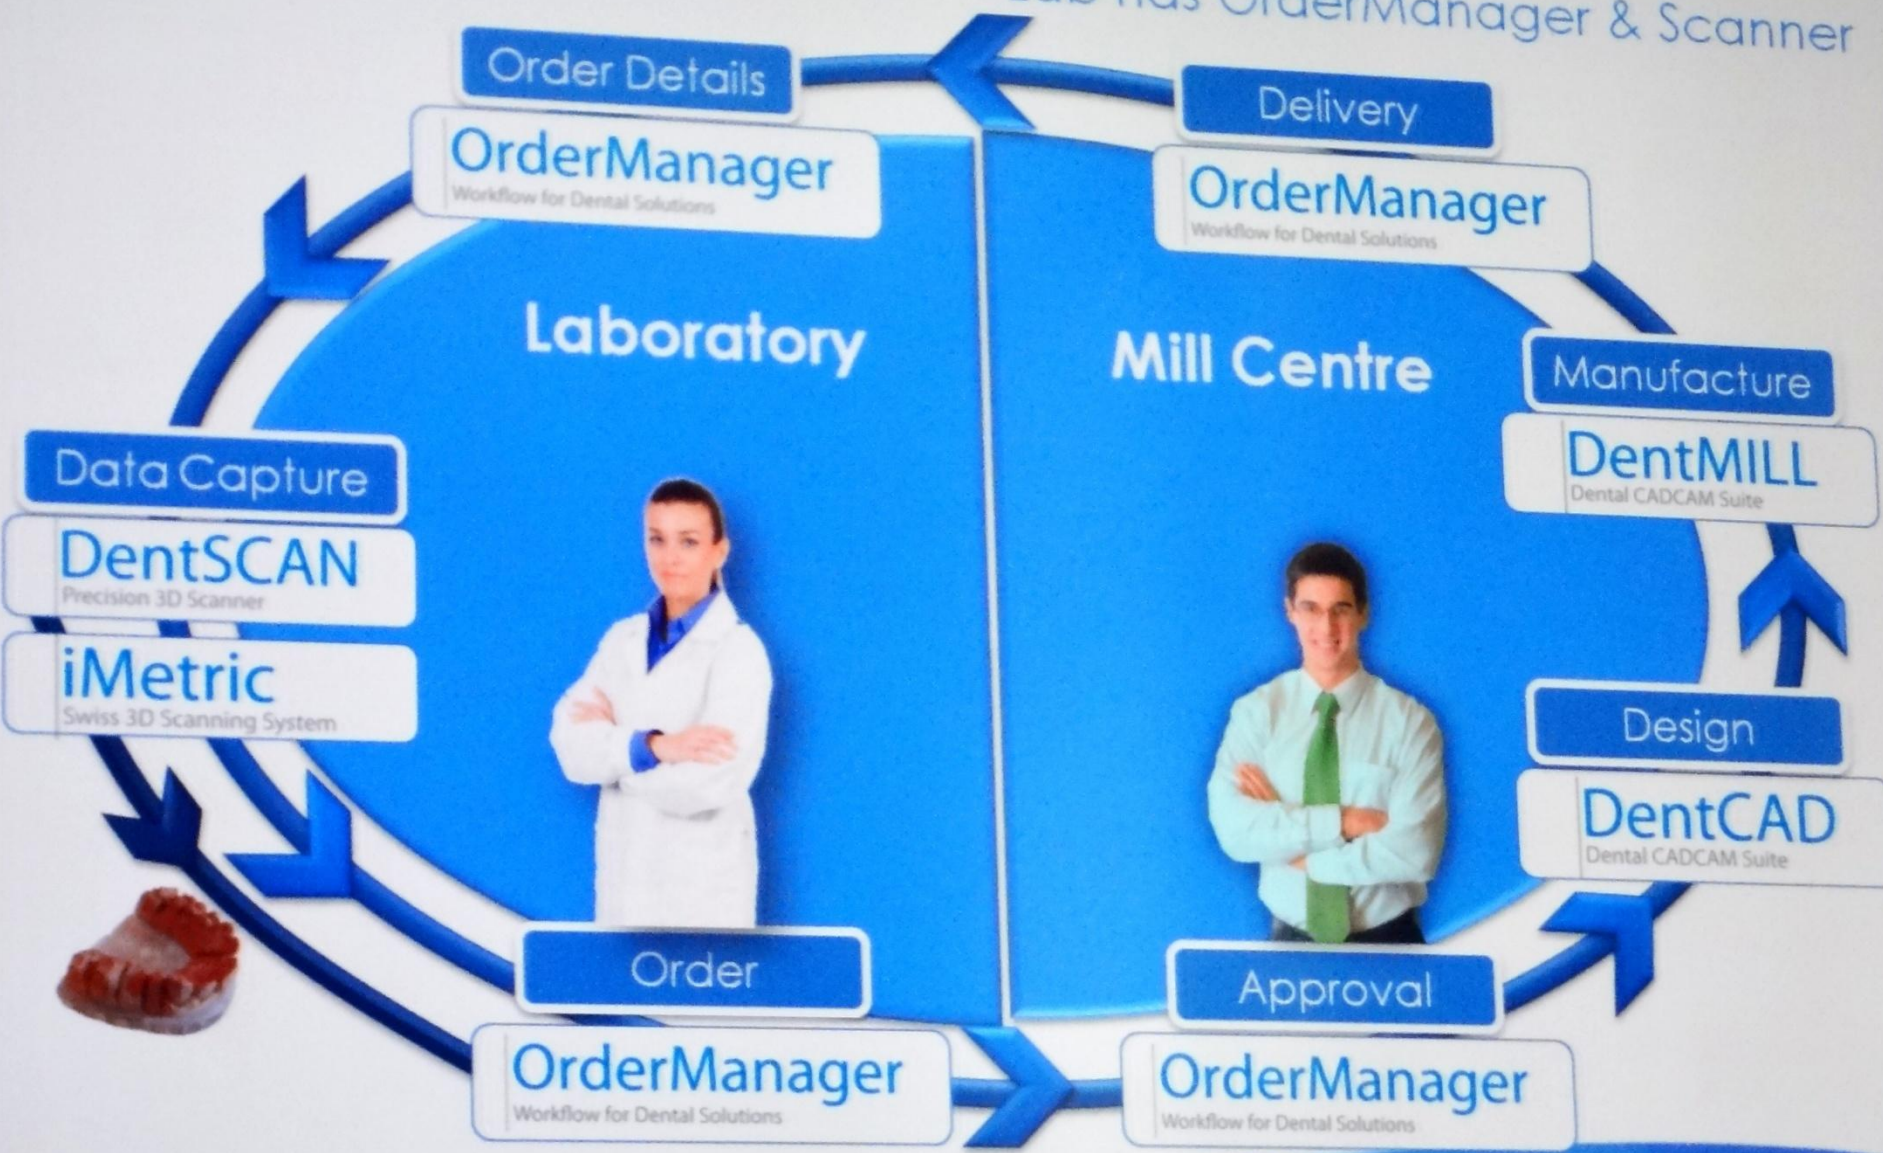 has OrderManager & Scanner
Order Details
OrderManager
Workflow for Dental Solutions
Delivery
OrderManager
Workflow for Dental Solutions
Laboratory
Mill Centre
Manufacture
DentMILL
Dental CADCAM Suite
Data Capture
DentSCAN
Precision 3D Scanner
iMetric
Swiss 3D Scanning System
Design
DentCAD
Dental CADCAM Suite
Order
OrderManager
Workflow for Dental Solutions
Approval
OrderManager
Workflow for Dental Solutions